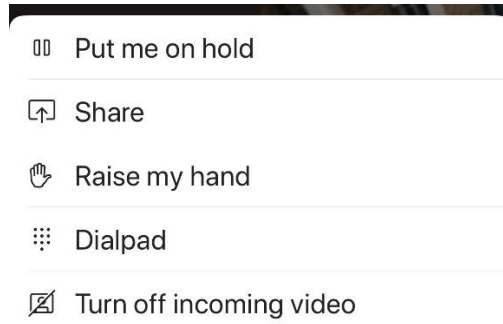 Put me on hold
Share
Raise my hand
Dialpad
Turn off incoming video